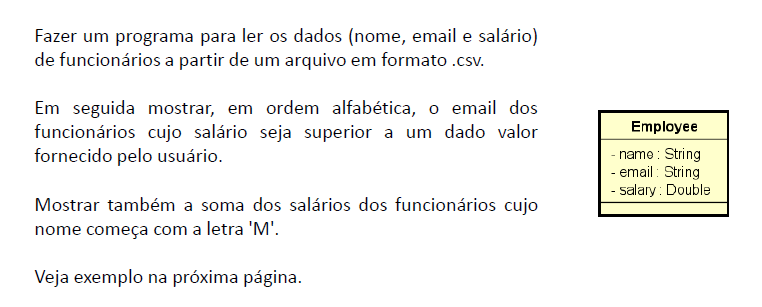 Fazer um programa para ler os dados (nome, email e salário)
de funcionários a partir de um arquivo em formato .csv.
Em seguida mostrar, em ordem alfabética, o email dos
funcionários cujo salário seja superior a um dado valor
fornecido pelo usuário.
Mostrar também a soma dos salários dos funcionários cujo
nome começa com a letra 'M'.
Veja exemplo na próxima página.
Employee
- name : String
- email : String
- salary : Double